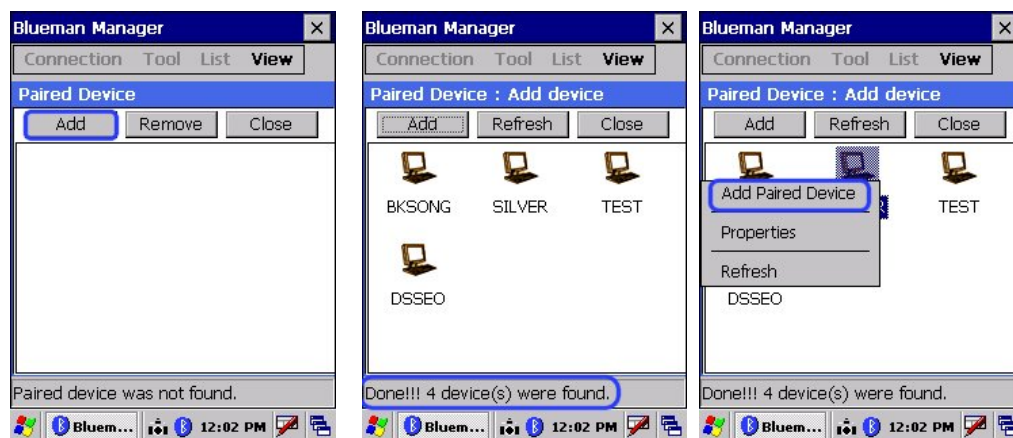 Blueman Manager
Connection Tool List View
Paired Device
Add Remove Close
Paired device was not found.
Bluem... 12:02 PM
Blueman Manager
Connection Tool List View
Paired Device : Add device
Add Refresh Close
BKSONG SILVER TEST
DSSEO
Done!!! 4 device(s) were found.
Bluem... 12:02 PM
Blueman Manager
Connection Tool List View
Paired Device : Add device
Add Refresh Close
Add Paired Device
TEST
Properties
Refresh
DSSEO
Done!!! 4 device(s) were found.
Bluem... 12:02 PM